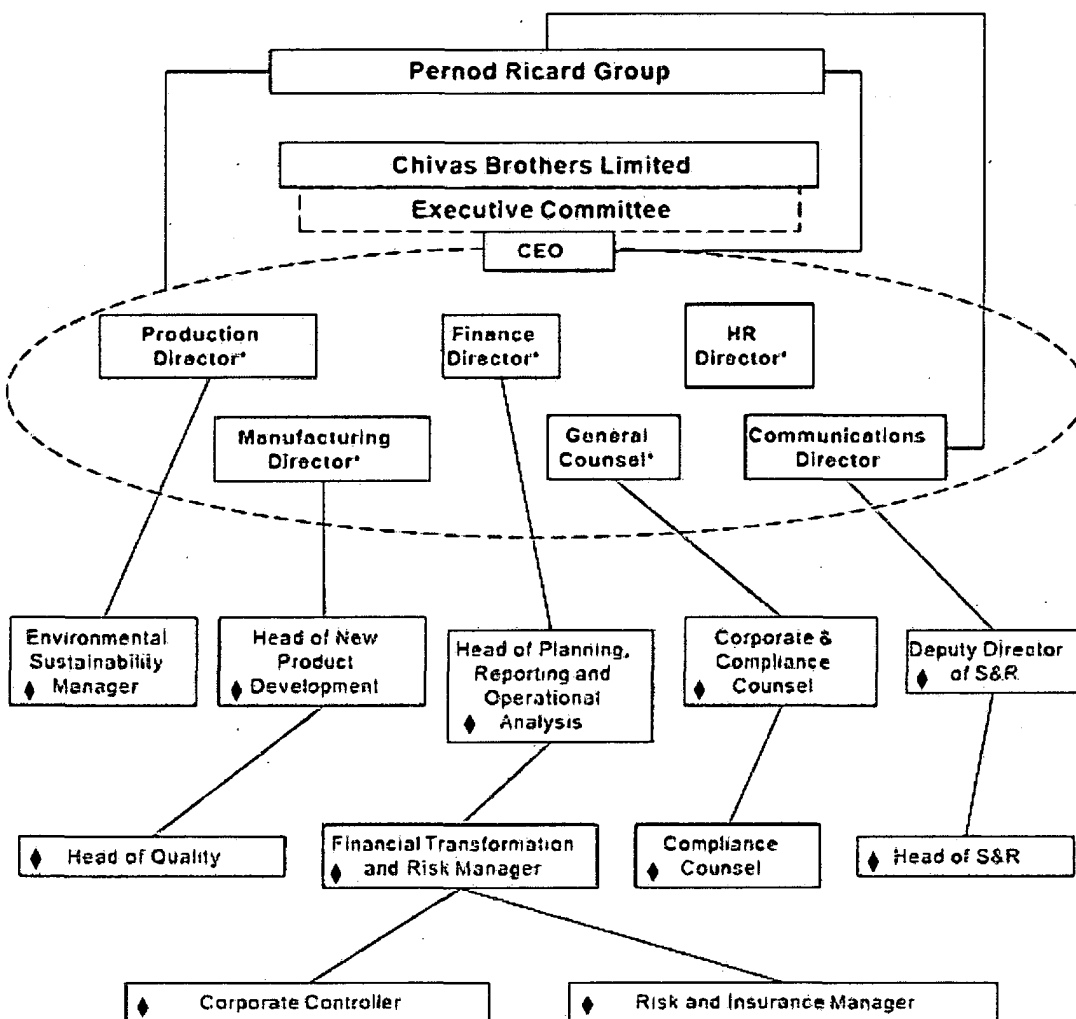 Pernod Ricard Group
Chivas Brothers Limited
Executive Committee
CEO
Production
Director*
Finance
Director*
HR
Director*
Manufacturing
Director*
General
Counsel*
Communications
Director
Environmental
Sustainability
♦ Manager
Head of New
Product
♦ Development
Head of Planning,
Reporting and
Operational
♦ Analysis
Corporate &
Compliance
♦ Counsel
Deputy Director
♦ of S&R
♦ Head of Quality
Financial Transformation
♦ and Risk Manager
Compliance
♦ Counsel
♦ Head of S&R
♦ Corporate Controller
♦ Risk and Insurance Manager